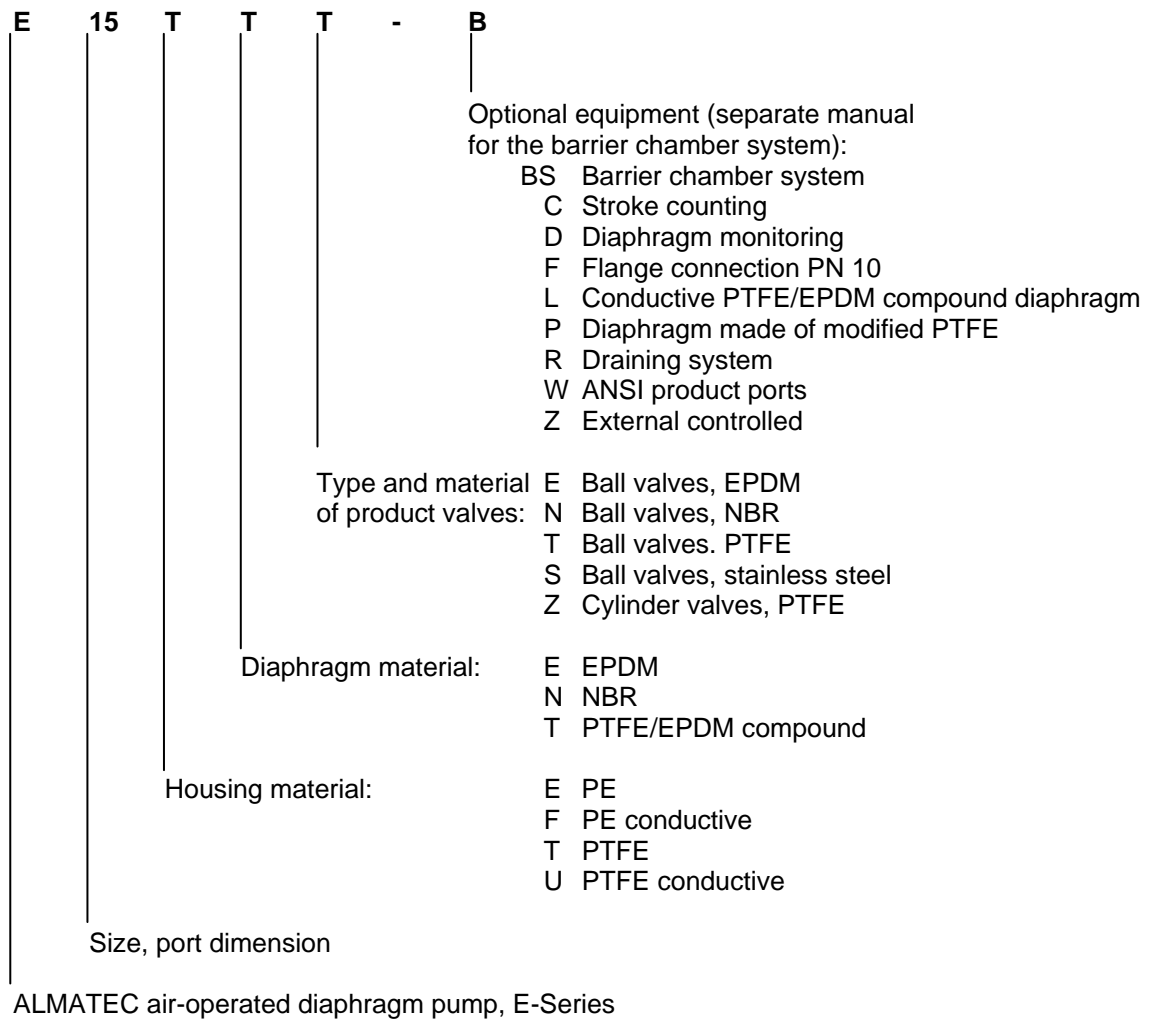 E 15 T T T - B
Optional equipment (separate manual
for the barrier chamber system):
BS Barrier chamber system
C Stroke counting
D Diaphragm monitoring
F Flange connection PN 10
L Conductive PTFE/EPDM compound diaphragm
P Diaphragm made of modified PTFE
R Draining system
W ANSI product ports
Z External controlled
Type and material E Ball valves, EPDM
of product valves: N Ball valves, NBR
T Ball valves. PTFE
S Ball valves, stainless steel
Z Cylinder valves, PTFE
Diaphragm material: E EPDM
N NBR
T PTFE/EPDM compound
Housing material: E PE
F PE conductive
T PTFE
U PTFE conductive
Size, port dimension
ALMATEC air-operated diaphragm pump, E-Series